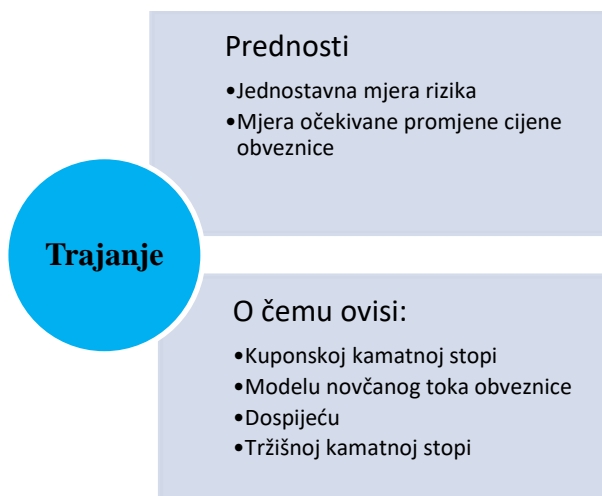 Prednosti
•Jednostavna mjera rizika
•Mjera očekivane promjene cijene
obveznice
Trajanje
O čemu ovisi:
•Kuponskoj kamatnoj stopi
•Modelu novčanog toka obveznice
•Dospijeću
•Tržišnoj kamatnoj stopi